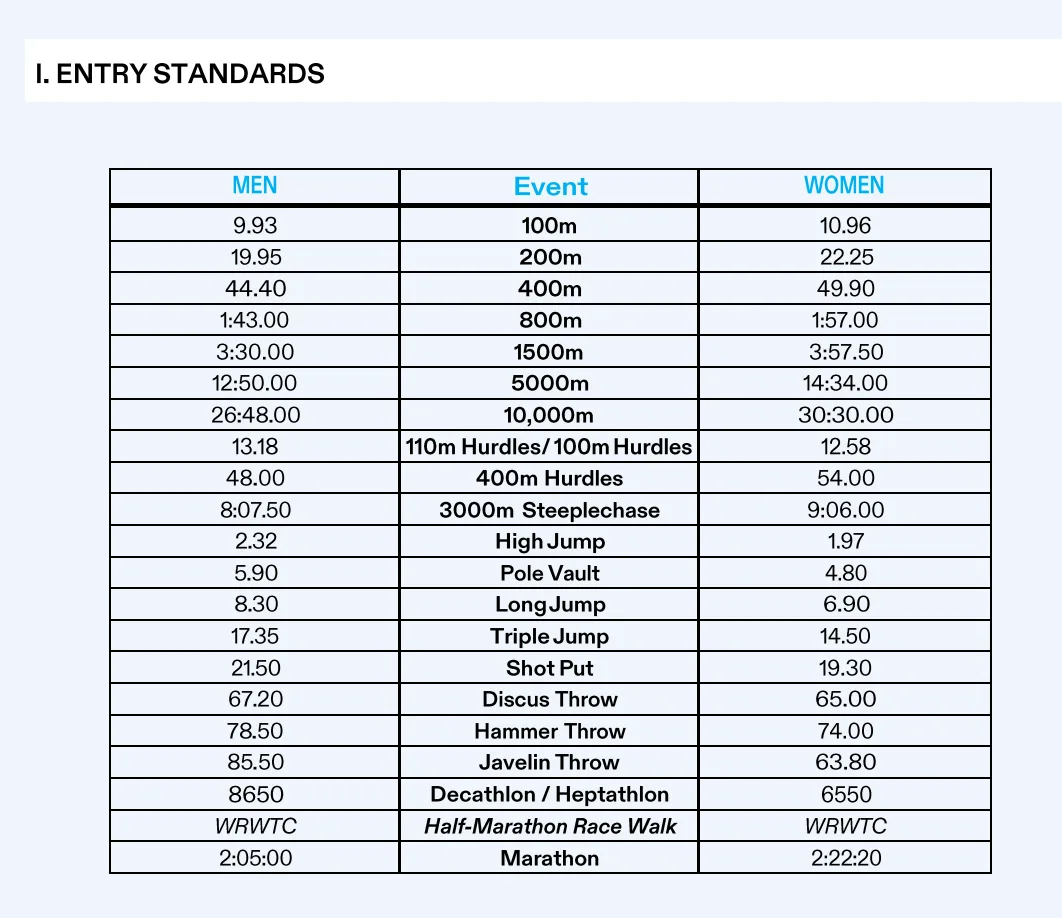 I. ENTRY STANDARDS
MEN Event WOMEN
9.93 100m 10.96
19.95 200m 22.25
44.40 400m 49.90
1:43.00 800m 1:57.00
3:30.00 1500m 3:57.50
12:50.00 5000m 14:34.00
26:48.00 10,000m 30:30.00
13.18 110m Hurdles/ 100m Hurdles 12.58
48.00 400m Hurdles 54.00
8:07.50 3000m Steeplechase 9:06.00
2.32 High Jump 1.97
5.90 Pole Vault 4.80
8.30 Long Jump 6.90
17.35 Triple Jump 14.50
21.50 Shot Put 19.30
67.20 Discus Throw 65.00
78.50 Hammer Throw 74.00
85.50 Javelin Throw 63.80
8650 Decathlon / Heptathlon 6550
WRWTC Half-Marathon Race Walk WRWTC
2:05:00 Marathon 2:22:20